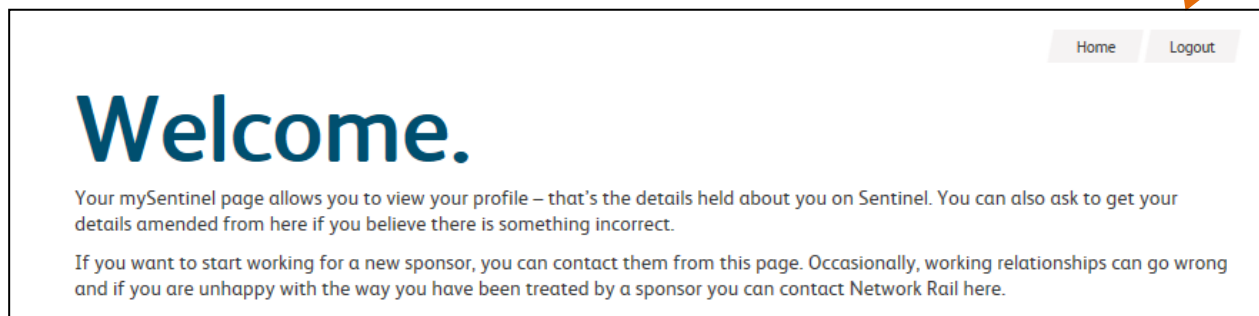 Home Logout
Welcome.
Your mySentinel page allows you to view your profile – that's the details held about you on Sentinel. You can also ask to get your
details amended from here if you believe there is something incorrect.
If you want to start working for a new sponsor, you can contact them from this page. Occasionally, working relationships can go wrong
and if you are unhappy with the way you have been treated by a sponsor you can contact Network Rail here.